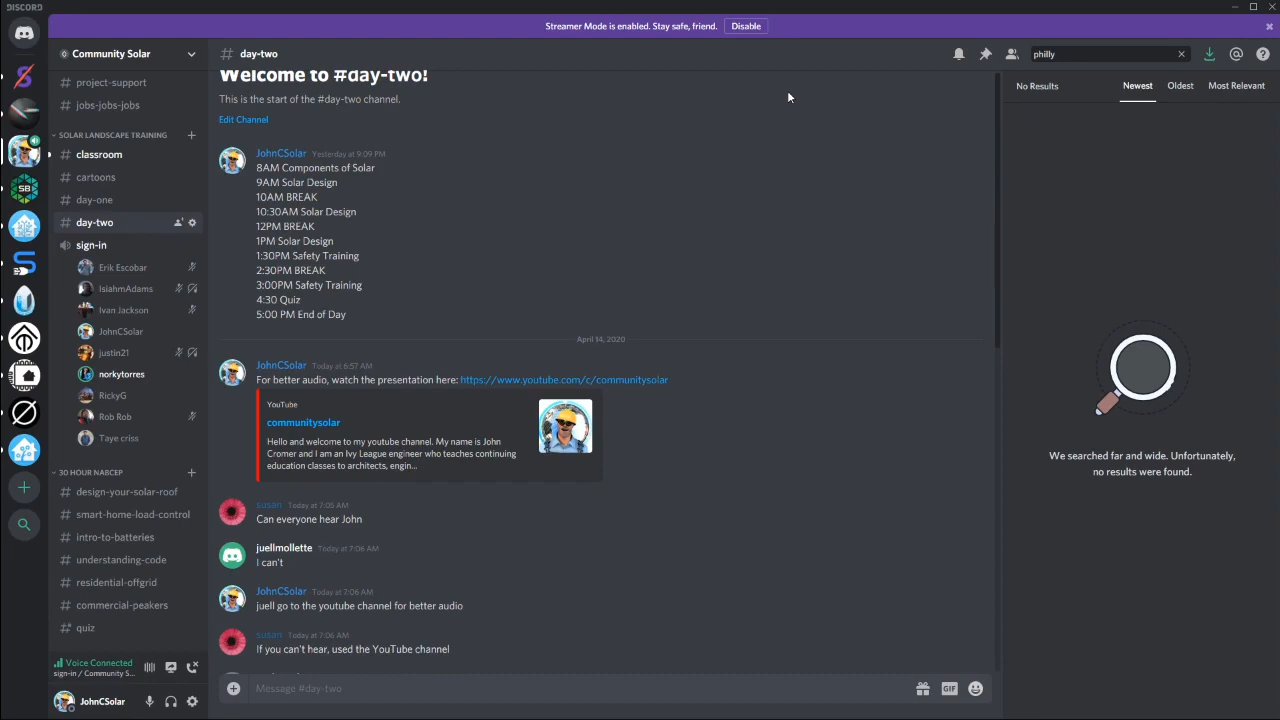 DISCORD
Streamer Mode is enabled. Stay safe, friend.
Disable
Community Solar
project-support
jobs-jobs-jobs
SOLAR LANDSCAPE TRAINING
classroom
cartoons
day-one
day-two
sign-in
Erik Escobar
IsiahmAdams
Ivan Jackson
JohnCSolar
justin21
norkytorres
RickyG
Rob Rob
Taye criss
30 HOUR NABCEP
design-your-solar-roof
smart-home-load-control
intro-to-batteries
understanding-code
residential-offgrid
commercial-peakers
quiz
Voice Connected
sign-in / Community S...
JohnCSolar
day-two
philly
Welcome to #day-two!
This is the start of the #day-two channel.
Edit Channel
JohnCSolar Yesterday at 9:09 PM
8AM Components of Solar
9AM Solar Design
10AM BREAK
10:30AM Solar Design
12PM BREAK
1PM Solar Design
1:30PM Safety Training
2:30PM BREAK
3:00PM Safety Training
4:30 Quiz
5:00 PM End of Day
April 14, 2020
JohnCSolar Today at 6:57 AM
For better audio, watch the presentation here: https://www.youtube.com/c/communitysolar
YouTube
communitysolar
Hello and welcome to my youtube channel. My name is John
Cromer and I am an Ivy League engineer who teaches continuing
education classes to architects, engin...
susan Today at 7:05 AM
Can everyone hear John
juellmollette Today at 7:06 AM
I can't
JohnCSolar Today at 7:06 AM
juell go to the youtube channel for better audio
susan Today at 7:06 AM
If you can't hear, used the YouTube channel
Message #day-two
GIF
No Results
Newest
Oldest
Most Relevant
We searched far and wide. Unfortunately,
no results were found.
SB